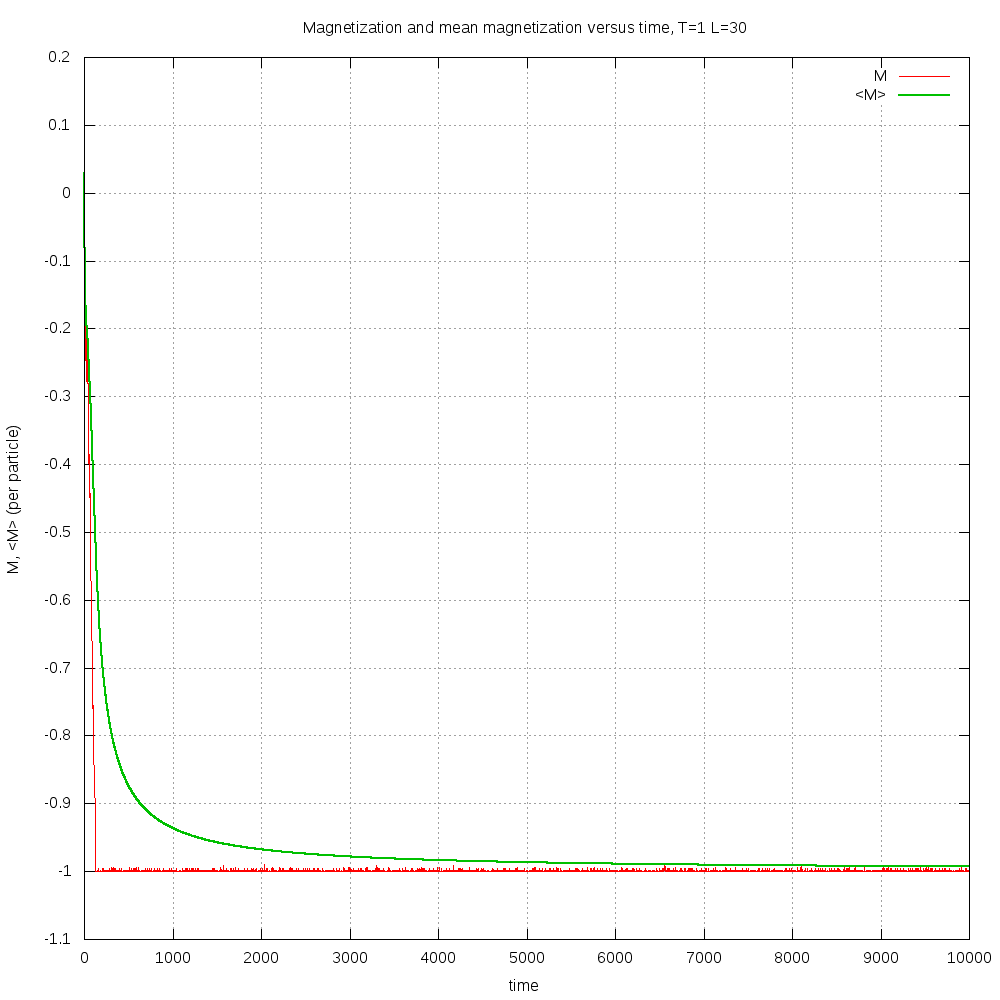 Magnetization and mean magnetization versus time, T=1 L=30
M
<M>
0.2
0.1
0
-0.1
-0.2
-0.3
-0.4
-0.5
-0.6
-0.7
-0.8
-0.9
-1
-1.1
M, <M> (per particle)
0 1000 2000 3000 4000 5000 6000 7000 8000 9000 10000
time